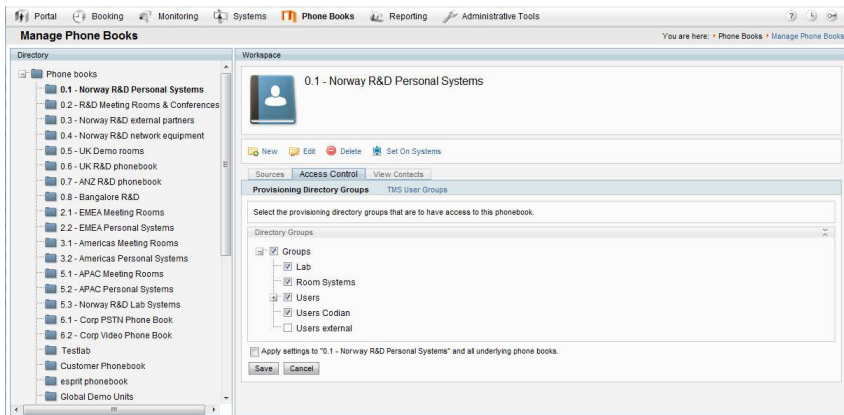 Portal Booking Monitoring Systems Phone Books Reporting Administrative Tools
Manage Phone Books
You are here: Phone Books Manage Phone Books
Directory
Phone books
0.1 - Norway R&D Personal Systems
0.2 - R&D Meeting Rooms & Conferences
0.3 - Norway R&D external partners
0.4 - Norway R&D network equipment
0.5 - UK Demo rooms
0.6 - UK R&D phonebook
0.7 - ANZ R&D phonebook
0.8 - Bangalore R&D
2.1 - EMEA Meeting Rooms
2.2 - EMEA Personal Systems
3.1 - Americas Meeting Rooms
3.2 - Americas Personal Systems
5.1 - APAC Meeting Rooms
5.2 - APAC Personal Systems
5.3 - Norway R&D Lab Systems
6.1 - Corp PSTN Phone Book
6.2 - Corp Video Phone Book
Testlab
Customer Phonebook
esprit phonebook
Global Demo Units
Workspace
0.1 - Norway R&D Personal Systems
New Edit Delete Set On Systems
Sources Access Control View Contacts
Provisioning Directory Groups TMS User Groups
Select the provisioning directory groups that are to have access to this phonebook.
Directory Groups
Groups
Lab
Room Systems
Users
Users Codian
Users external
Apply settings to "0.1 - Norway R&D Personal Systems" and all underlying phone books.
Save Cancel